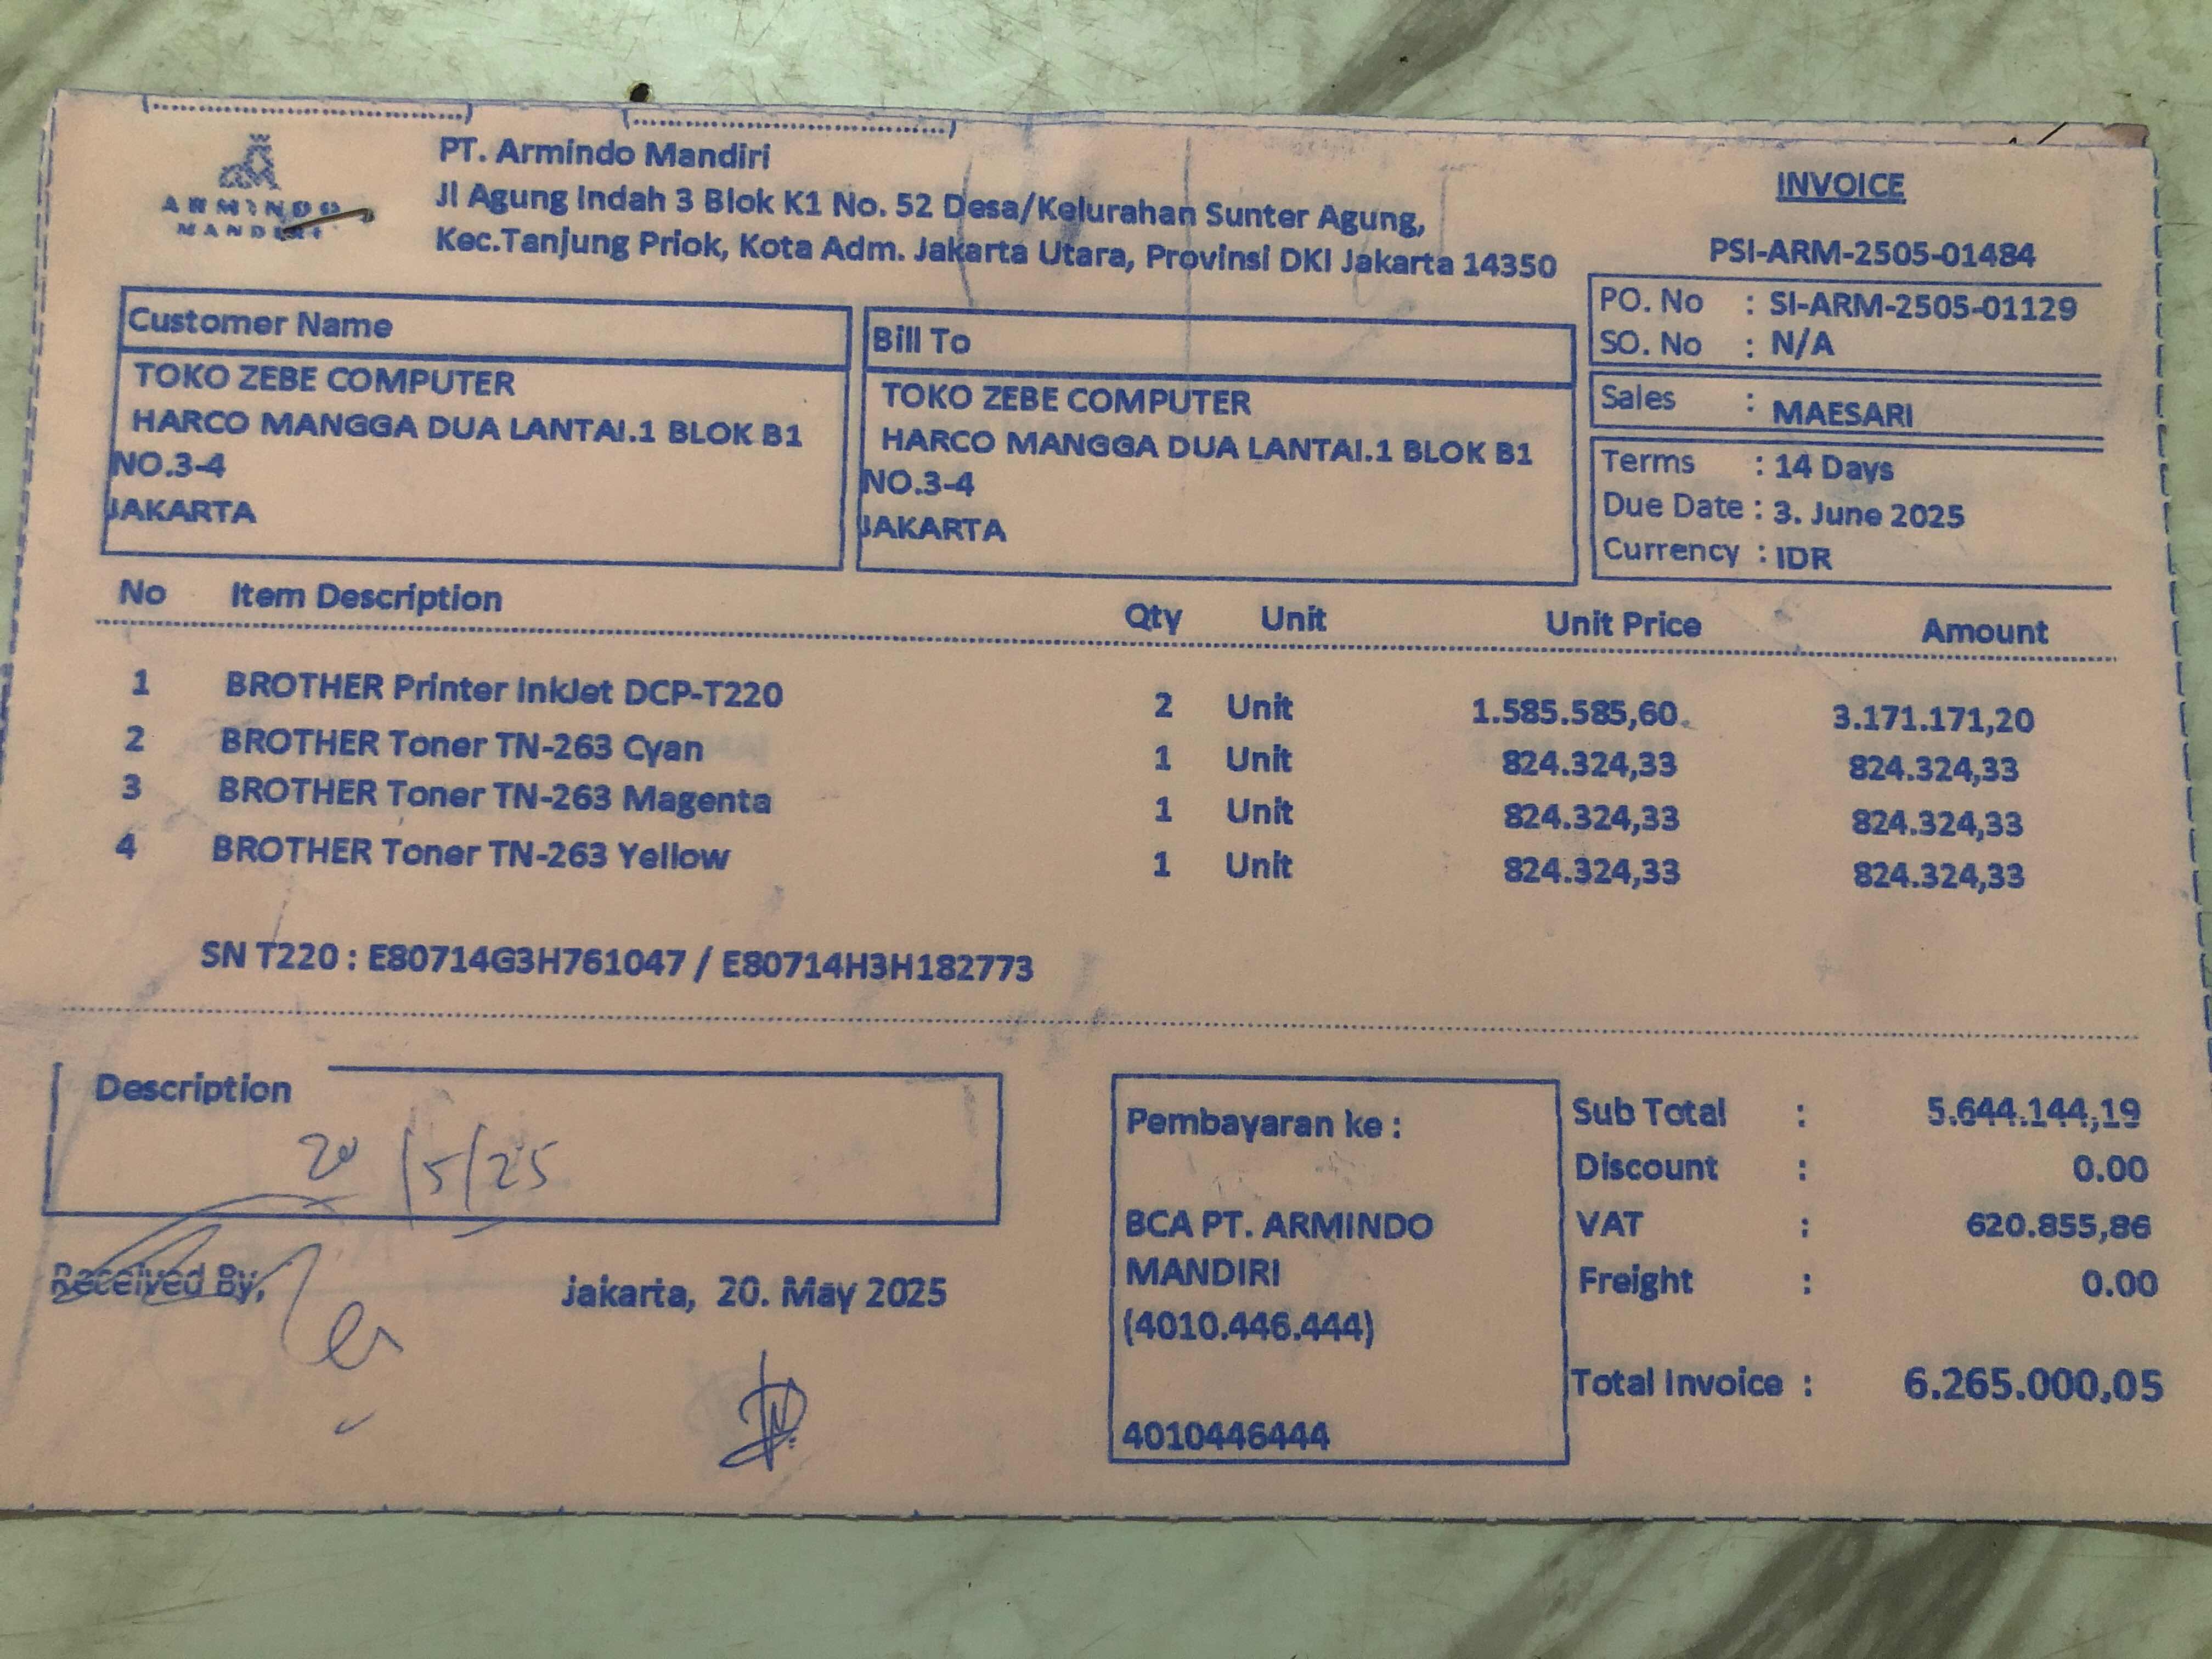 ARMINDO
MANDIRI
PT. Armindo Mandiri
Jl Agung Indah 3 Blok K1 No. 52 Desa/Kelurahan Sunter Agung,
Kec.Tanjung Priok, Kota Adm. Jakarta Utara, Provinsi DKI Jakarta 14350
INVOICE
PSI-ARM-2505-01484
PO. No : SI-ARM-2505-01129
SO. No : N/A
Sales : MAESARI
Terms : 14 Days
Due Date : 3. June 2025
Currency : IDR
Customer Name
TOKO ZEBE COMPUTER
HARCO MANGGA DUA LANTAI.1 BLOK B1
NO.3-4
JAKARTA
Bill To
TOKO ZEBE COMPUTER
HARCO MANGGA DUA LANTAI.1 BLOK B1
NO.3-4
JAKARTA
No Item Description Qty Unit Unit Price Amount
1 BROTHER Printer InkJet DCP-T220 2 Unit 1.585.585,60 3.171.171,20
2 BROTHER Toner TN-263 Cyan 1 Unit 824.324,33 824.324,33
3 BROTHER Toner TN-263 Magenta 1 Unit 824.324,33 824.324,33
4 BROTHER Toner TN-263 Yellow 1 Unit 824.324,33 824.324,33
SN T220 : E80714G3H761047 / E80714H3H182773
Description
20/5/25
Received By,
Jakarta, 20. May 2025
Pembayaran ke :
BCA PT. ARMINDO
MANDIRI
(4010.446.444)
4010446444
Sub Total : 5.644.144,19
Discount : 0.00
VAT : 620.855,86
Freight : 0.00
Total Invoice : 6.265.000,05